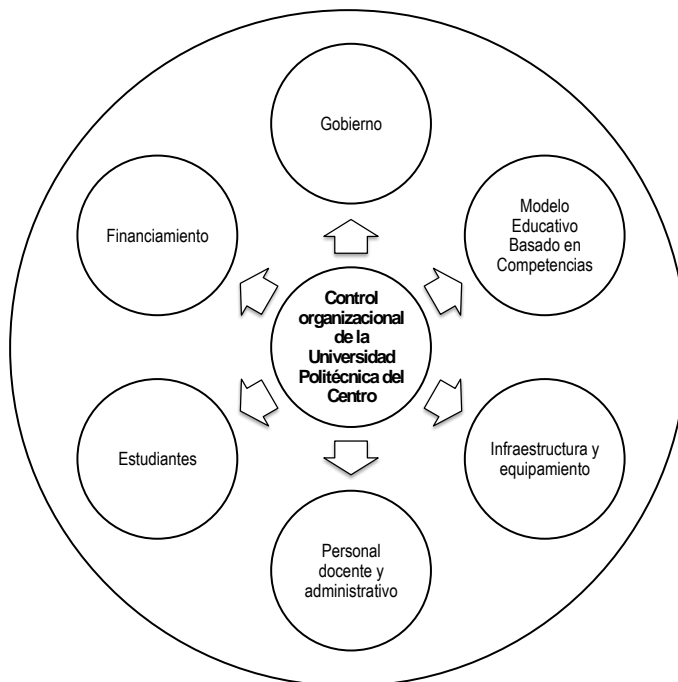 Gobierno
Modelo
Educativo
Basado en
Competencias
Infraestructura y
equipamiento
Personal
docente y
administrativo
Estudiantes
Financiamiento
Control
organizacional
de la
Universidad
Politécnica del
Centro